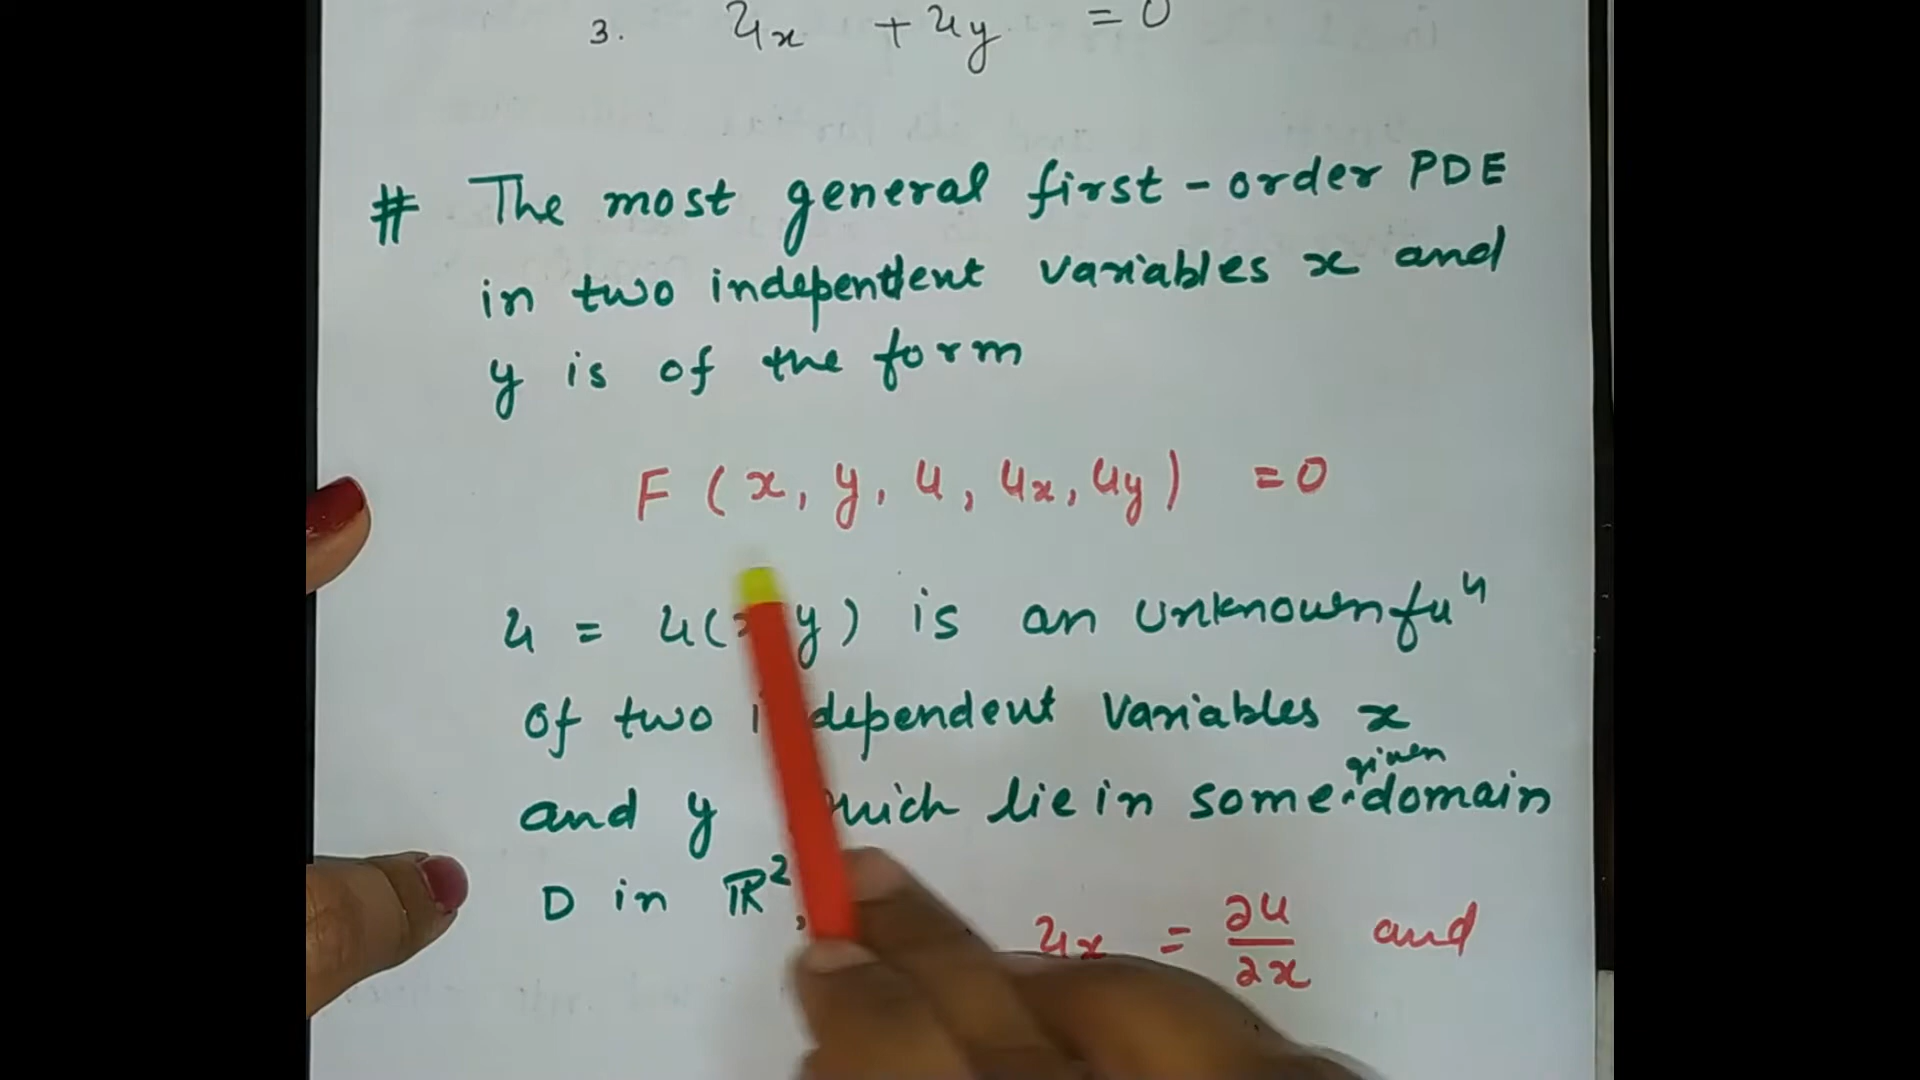 3. ux + uy = 0
# The most general first-order PDE
in two independent variables x and
y is of the form
F (x, y, u, ux, uy) = 0
u = u( y) is an unknown fuⁿ
of two independent variables x
given
and y which lie in some domain
D in ℝ²,
ux = ∂u/∂x and